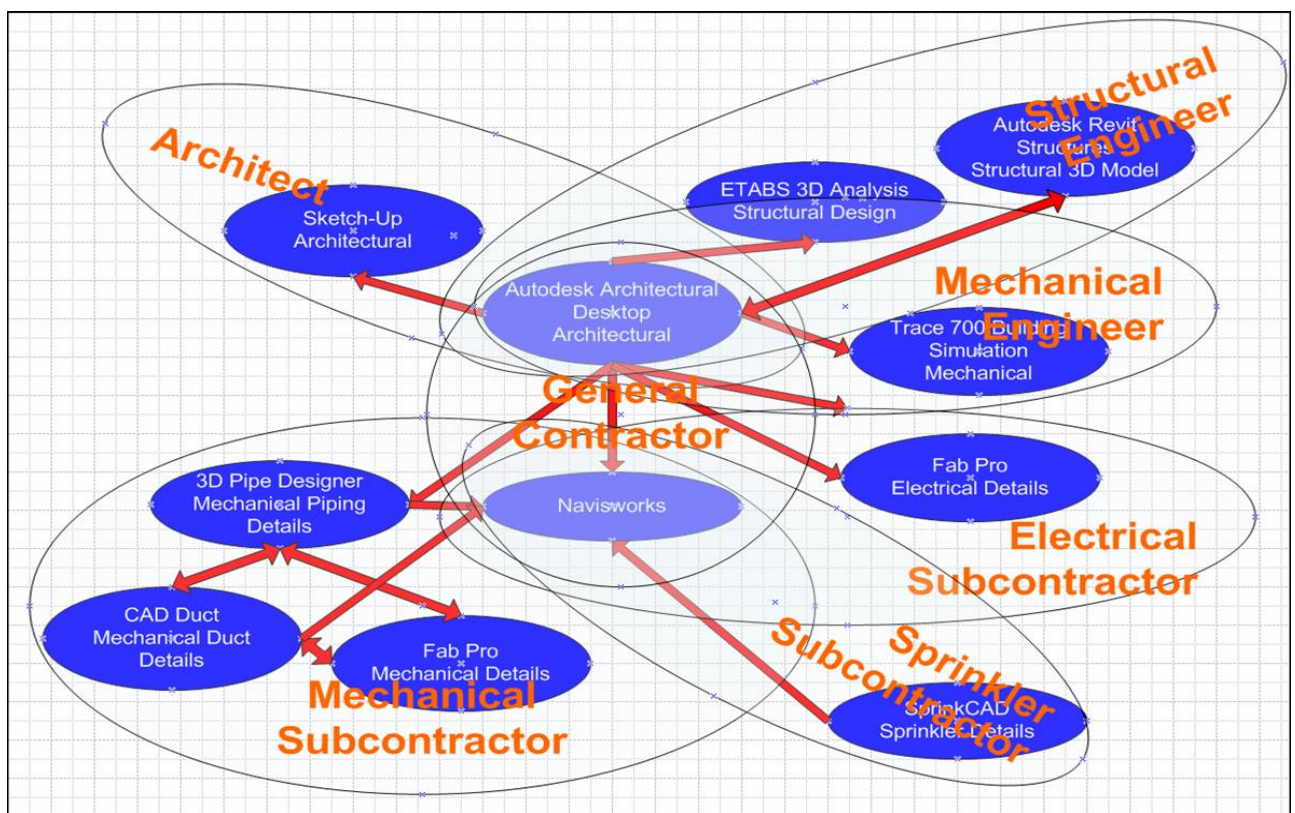 Structural
Engineer
Autodesk Revit
Structures
Structural 3D Model
Architect
ETABS 3D Analysis
Structural Design
Sketch-Up
Architectural
Mechanical
Engineer
Autodesk Architectural
Desktop
Architectural
Trace 700 Building
Simulation
Mechanical
General
Contractor
3D Pipe Designer
Mechanical Piping
Details
Navisworks
Fab Pro
Electrical Details
Electrical
Subcontractor
CAD Duct
Mechanical Duct
Details
Fab Pro
Mechanical Details
Mechanical
Subcontractor
Sprinkler
Subcontractor
SprinkCAD
Sprinkler Details